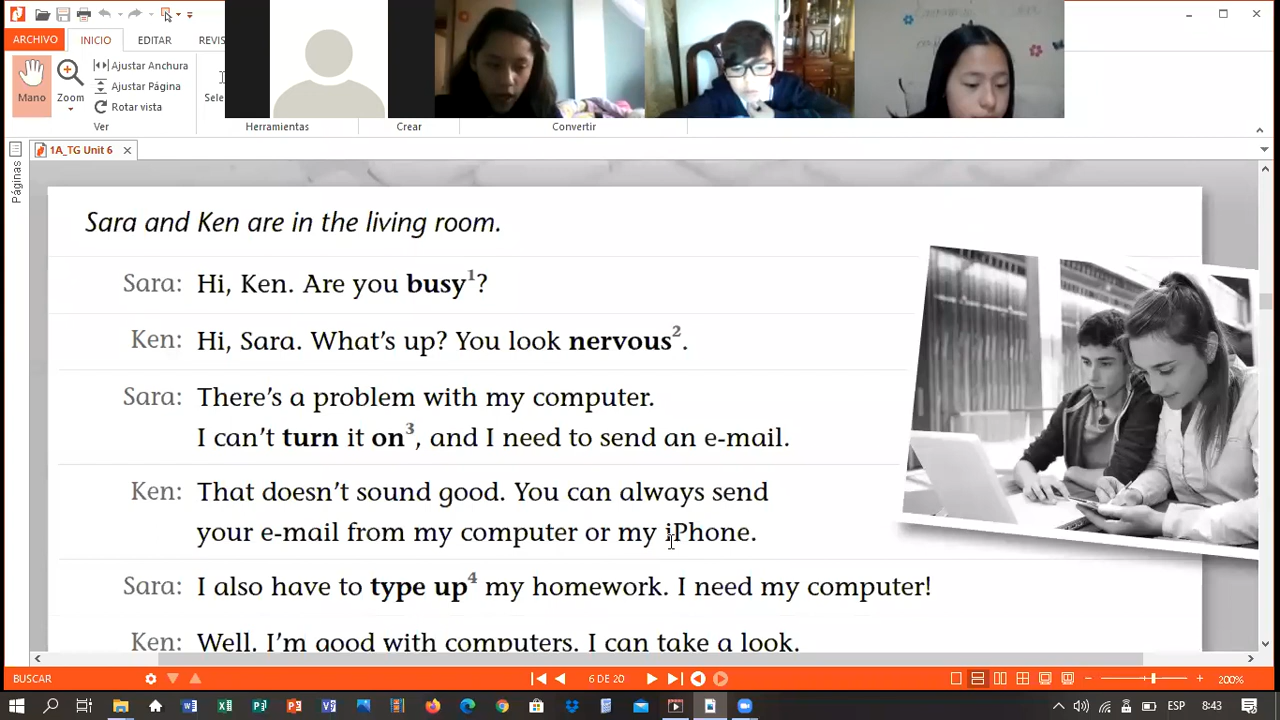 ARCHIVO
INICIO
EDITAR
REVIS
Mano
Zoom
Ajustar Anchura
Ajustar Página
Rotar vista
Sele
Ver
Herramientas
Crear
Convertir
1A_TG Unit 6
Páginas
Sara and Ken are in the living room.
Sara: Hi, Ken. Are you busy¹?
Ken: Hi, Sara. What's up? You look nervous².
Sara: There's a problem with my computer.
I can't turn it on³, and I need to send an e-mail.
Ken: That doesn't sound good. You can always send
your e-mail from my computer or my iPhone.
Sara: I also have to type up⁴ my homework. I need my computer!
Ken: Well, I'm good with computers. I can take a look.
BUSCAR
6 DE 20
200%
ESP
8:43